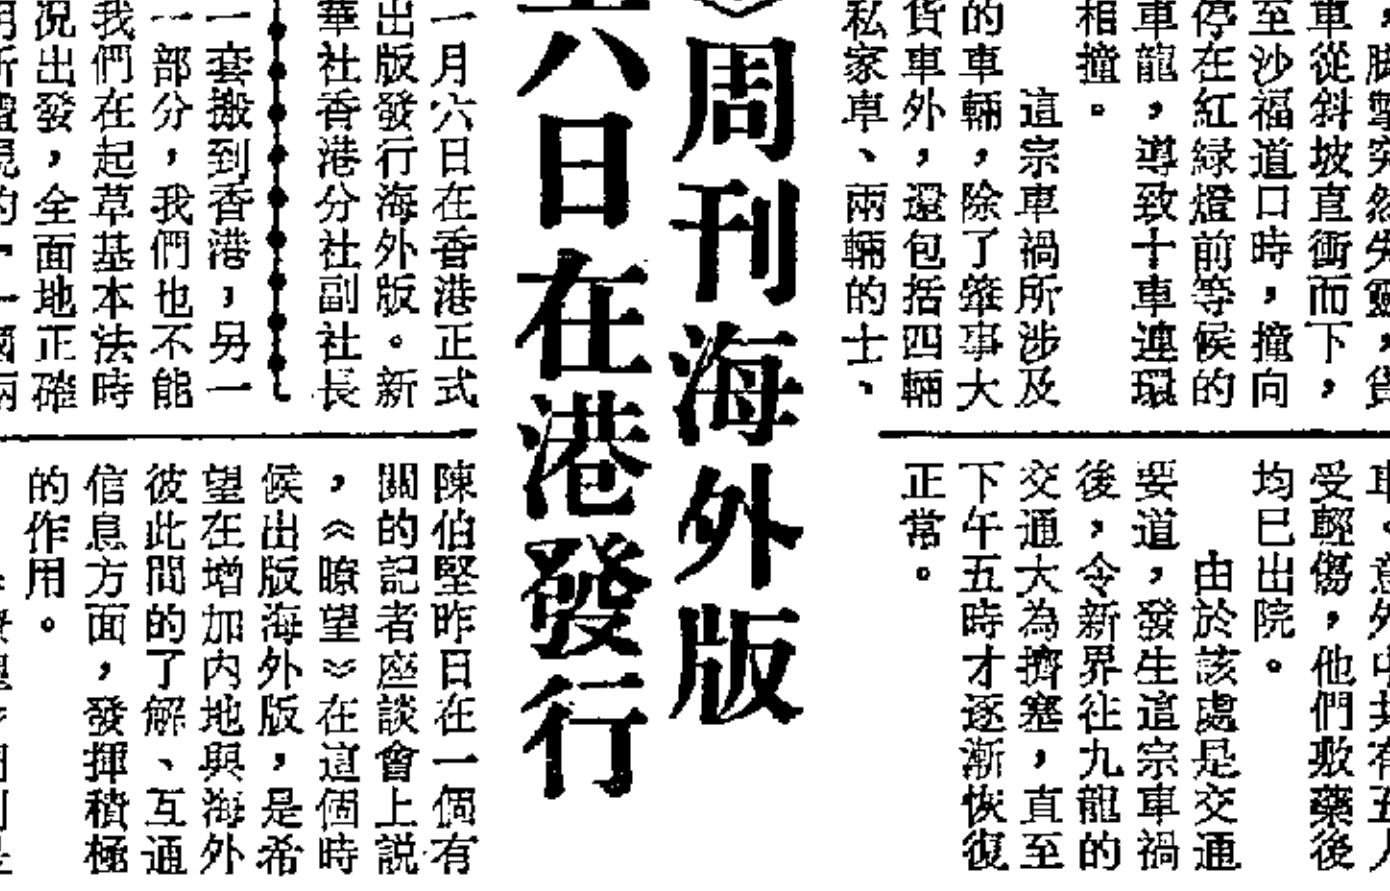 車從斜坡直衝而下，
至沙福道口時，撞向
停在紅綠燈前等候的
車龍，導致十車連環
相撞。
這宗車禍所涉及
的車輛，除了肇事大
貨車外，還包括四輛
私家車、兩輛的士、
受輕傷，他們敷藥後
均已出院。
由於該處是交通
要道，發生這宗車禍
後，令新界往九龍的
交通大為擠塞，直至
下午五時才逐漸恢復
正常。
》周刊海外版
六日在港發行
一月六日在香港正式
出版發行海外版。新
華社香港分社副社長
陳伯堅昨日在一個有
關的記者座談會上說
，《瞭望》在這個時
候出版海外版，是希
望在增加內地與海外
彼此間的了解、互通
信息方面，發揮積極
的作用。
一套搬到香港，另一
一部分，我們也不能
我們在起草基本法時
況出發，全面地正確